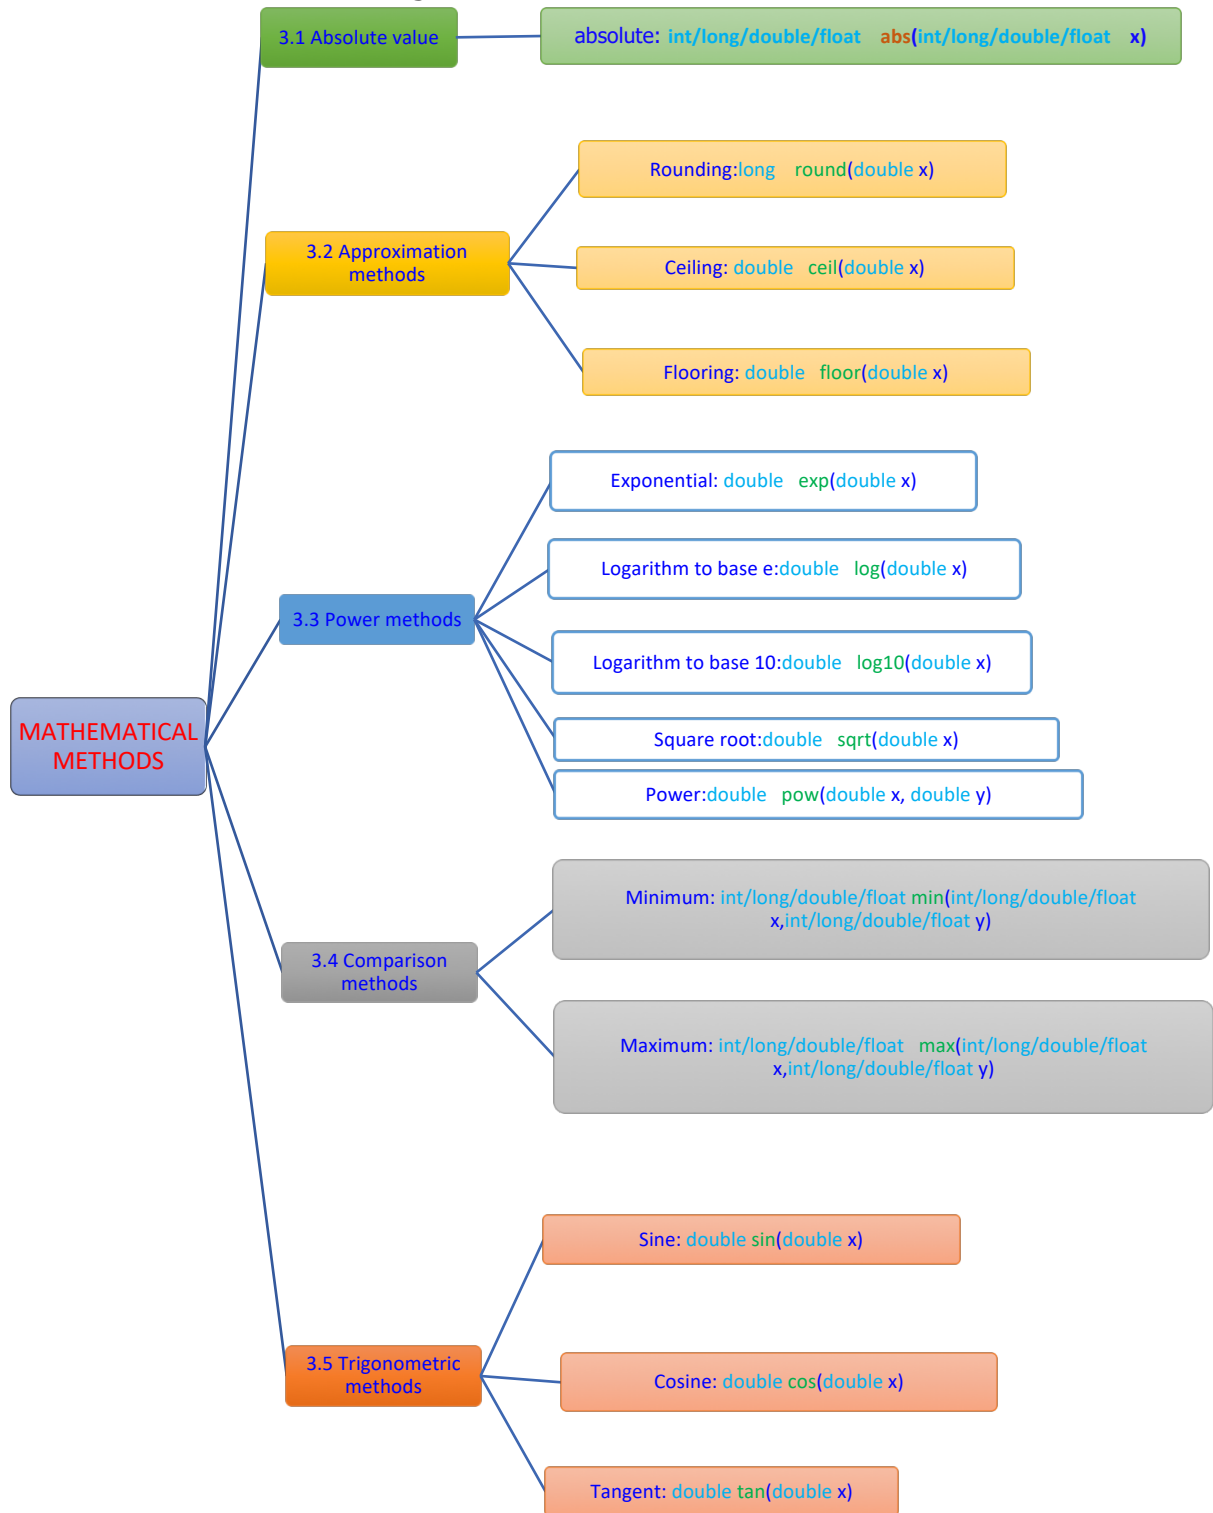 3.1 Absolute value
absolute: int/long/double/float abs(int/long/double/float x)
3.2 Approximation
methods
Rounding:long round(double x)
Ceiling: double ceil(double x)
Flooring: double floor(double x)
3.3 Power methods
Exponential: double exp(double x)
Logarithm to base e:double log(double x)
Logarithm to base 10:double log10(double x)
Square root:double sqrt(double x)
Power:double pow(double x, double y)
MATHEMATICAL
METHODS
3.4 Comparison
methods
Minimum: int/long/double/float min(int/long/double/float
x,int/long/double/float y)
Maximum: int/long/double/float max(int/long/double/float
x,int/long/double/float y)
3.5 Trigonometric
methods
Sine: double sin(double x)
Cosine: double cos(double x)
Tangent: double tan(double x)